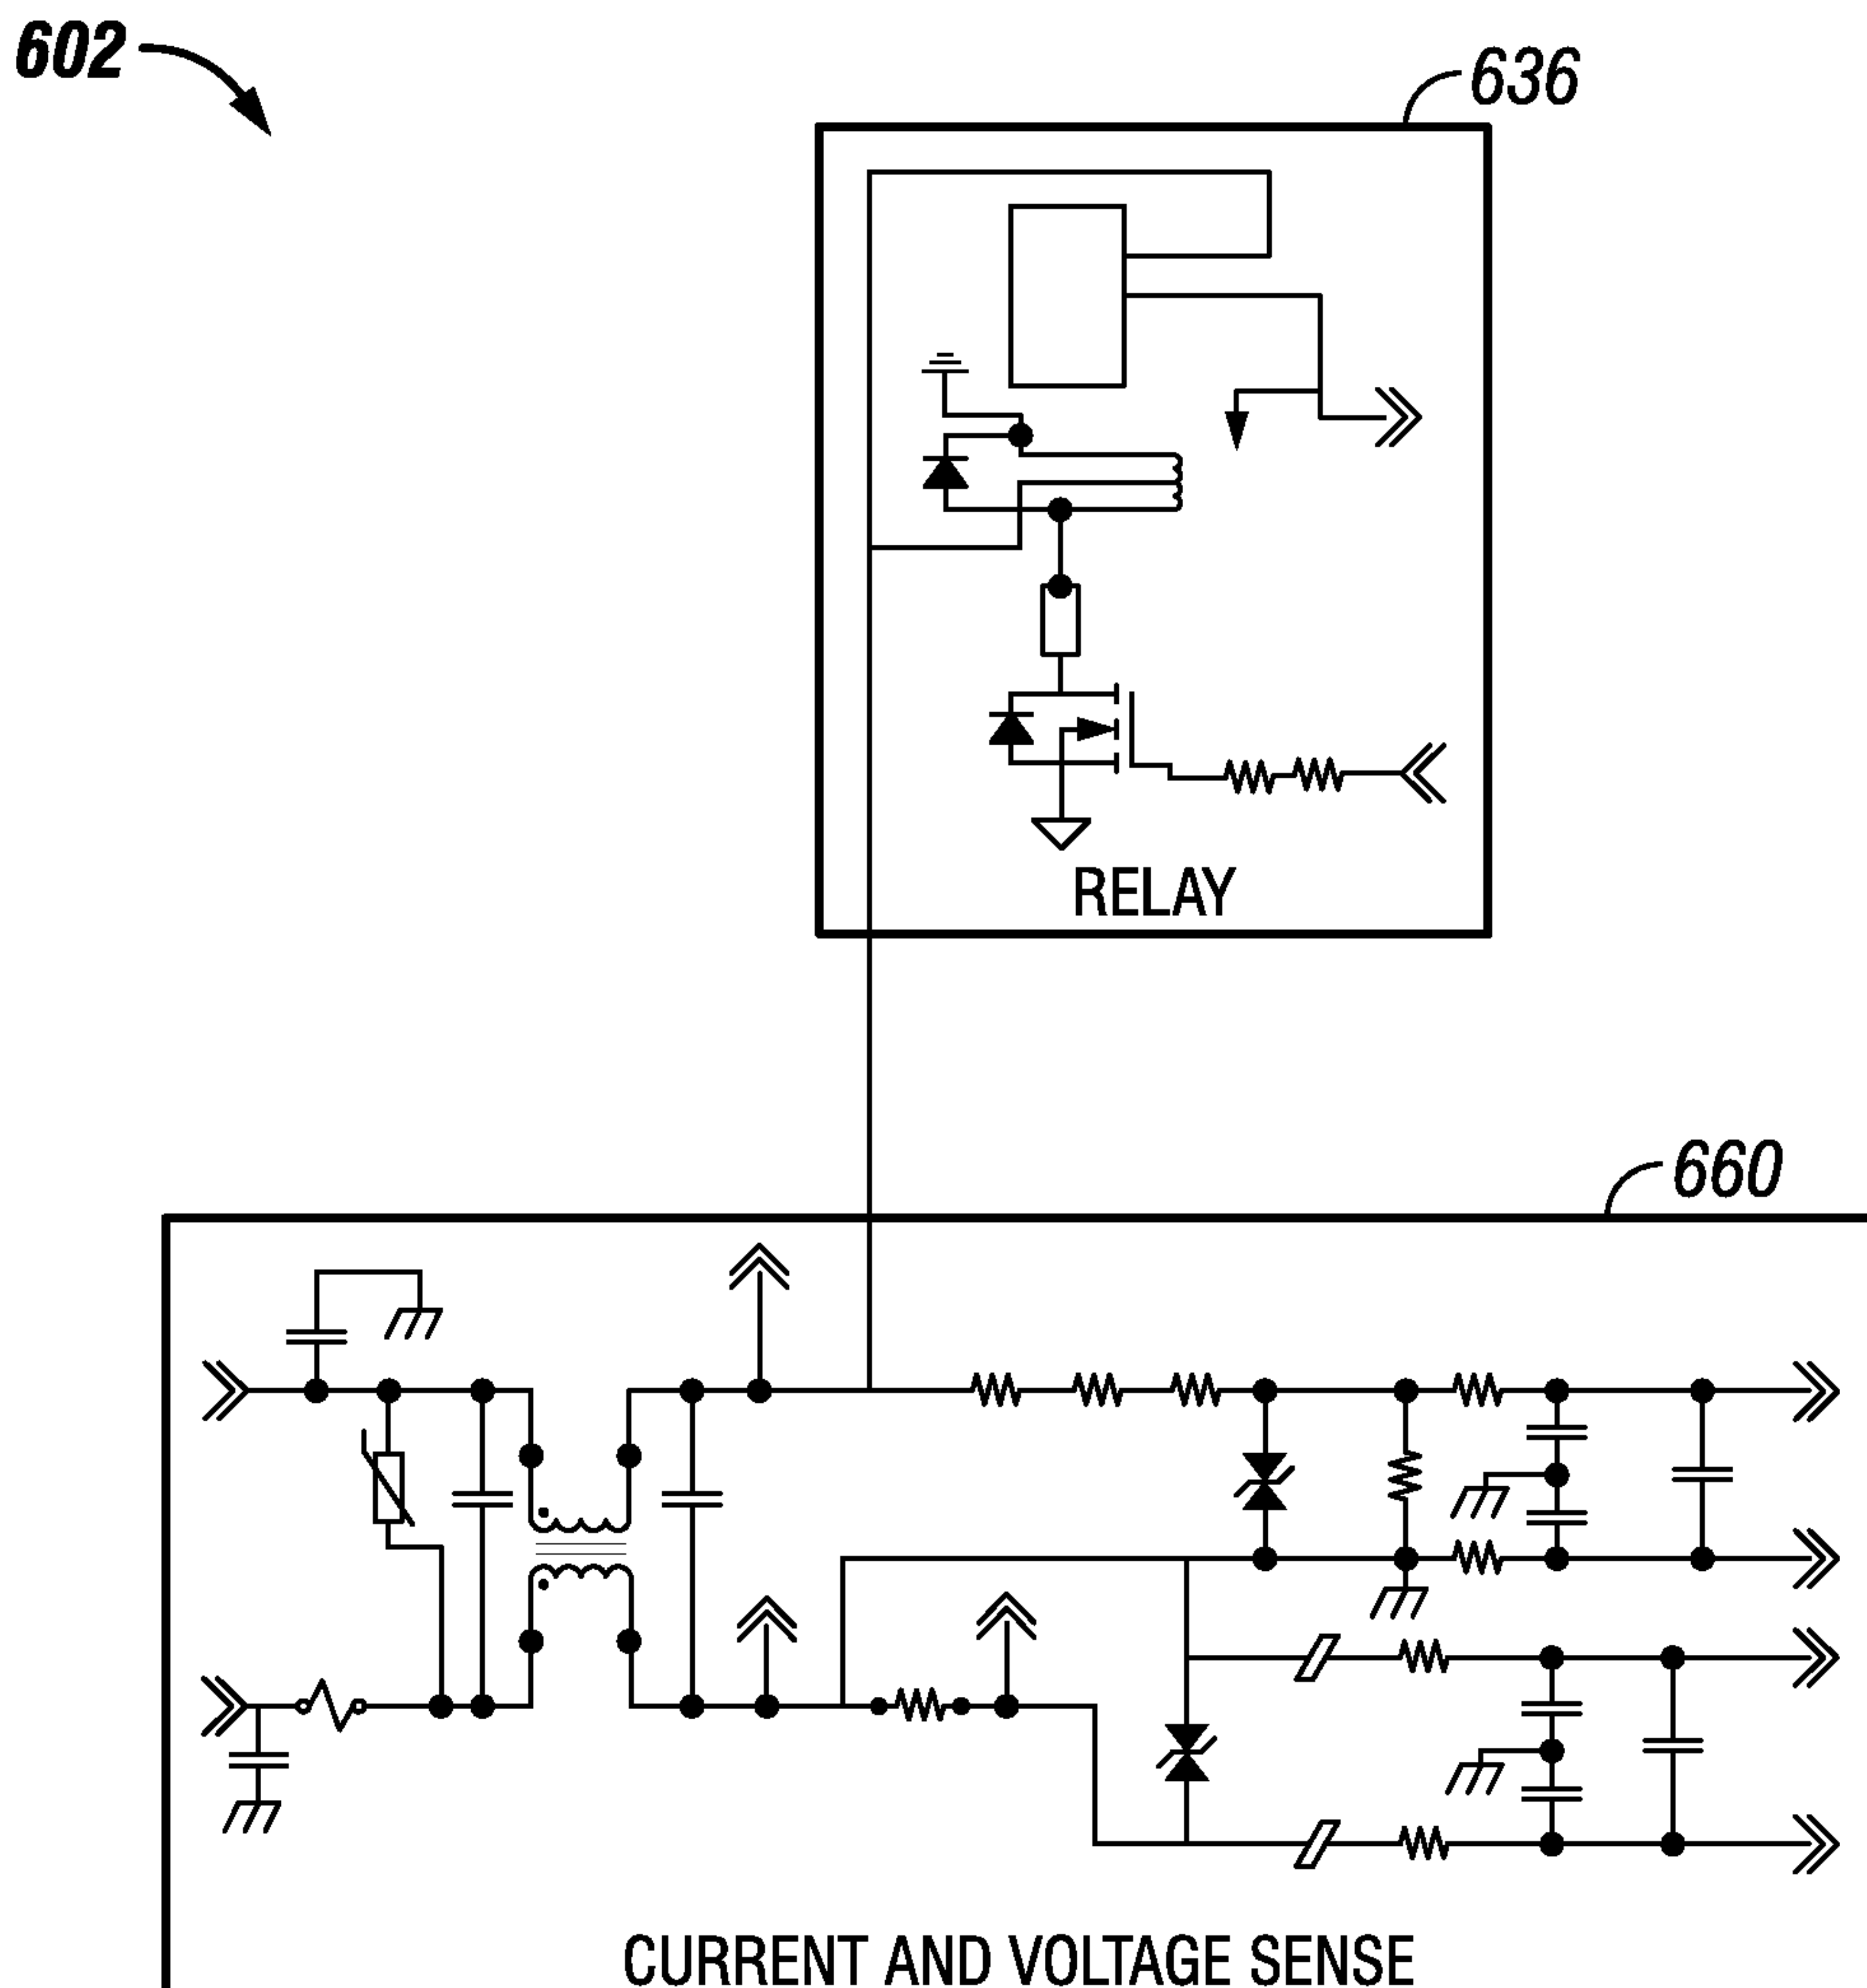 602
636
RELAY
660
CURRENT AND VOLTAGE SENSE